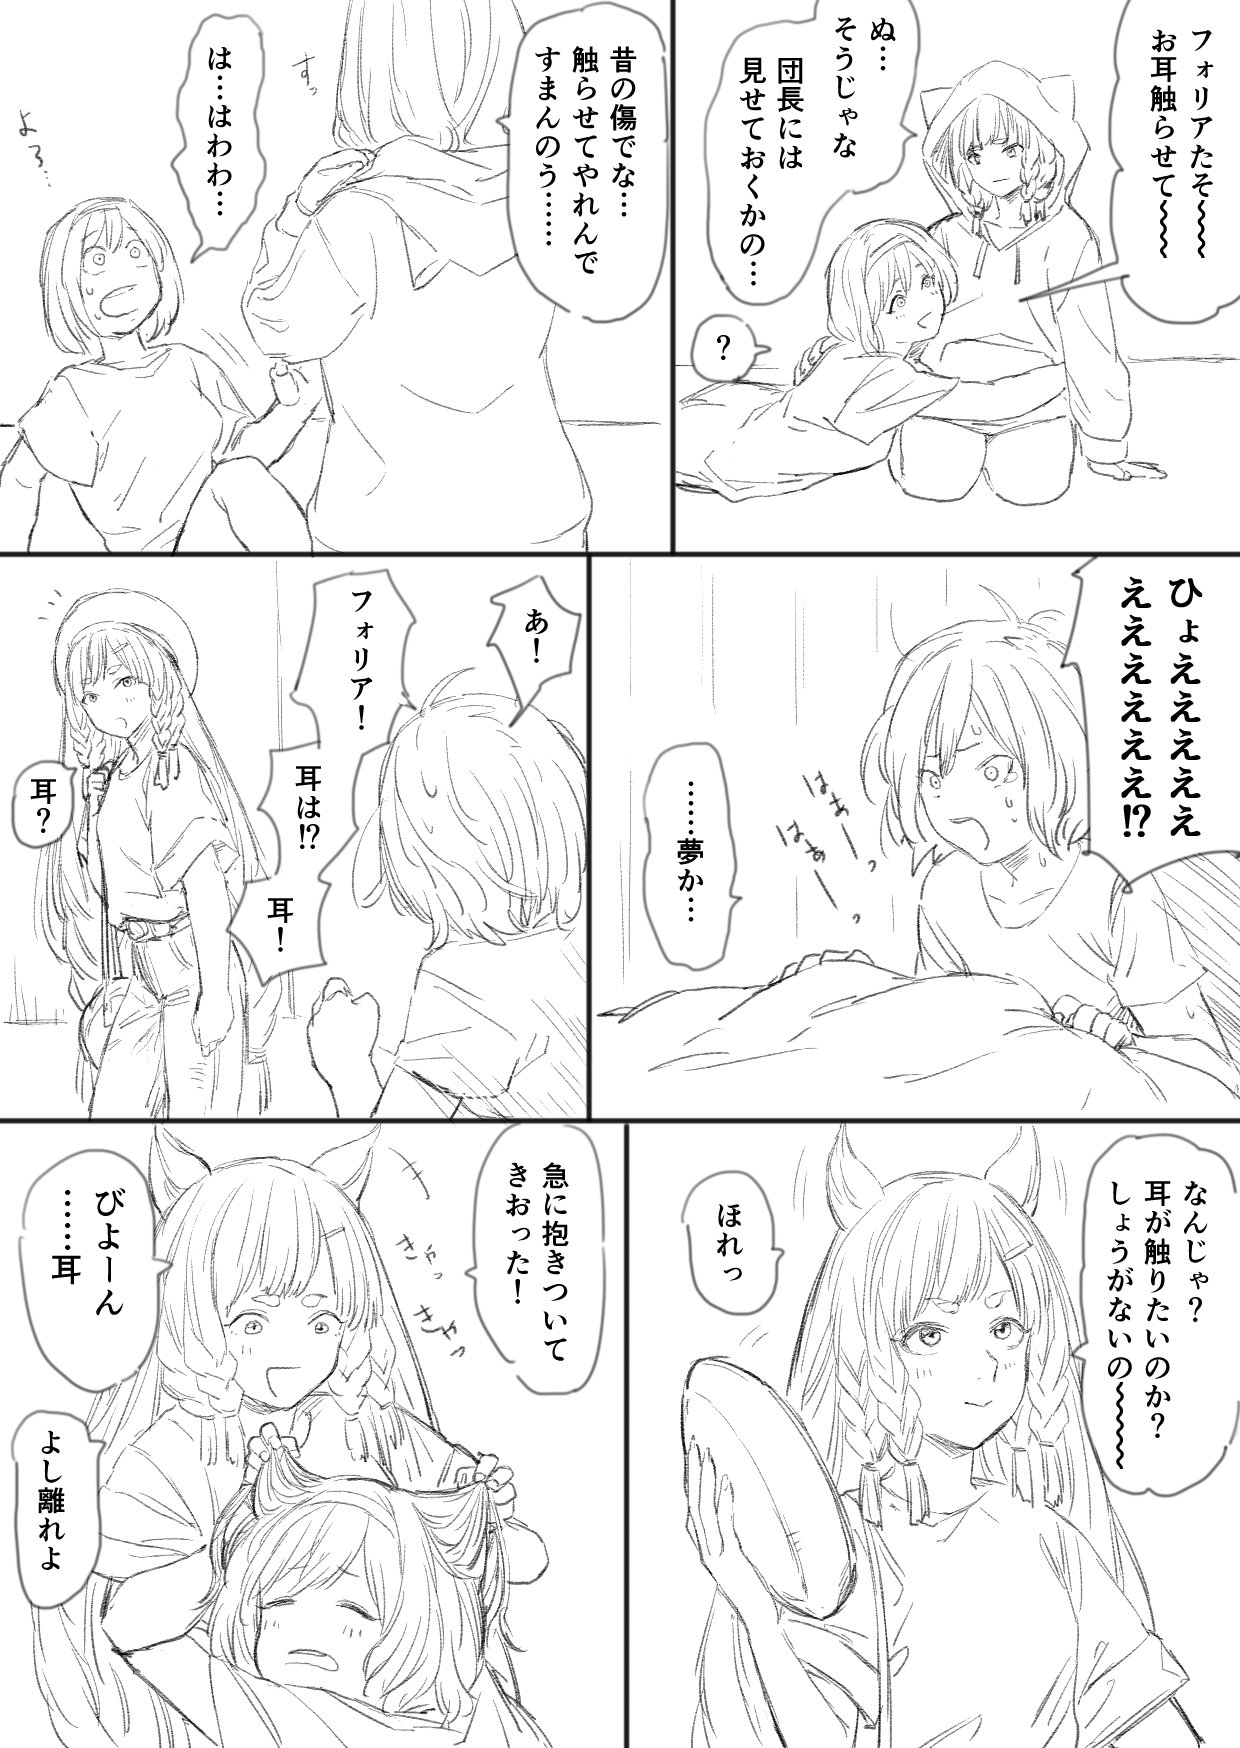 フォリアたそ〜〜〜
お耳触らせて〜〜〜
ぬ…
そうじゃな
団長には
見せておくかの…
？
昔の傷でな…
触らせてやれんで
すまんのう……
すっ
は…はわわ…
よろ…
ひょええええええ
ええええええ⁉
はぁーっ
はぁーっ
……夢か…
あ！
フォリア！
耳は⁉
耳！
耳？
なんじゃ？
耳が触りたいのか？
しょうがないの〜〜〜〜
ほれっ
急に抱きついて
きおった！
きゃっ
きゃっ
びよーん
……耳
よし離れよ